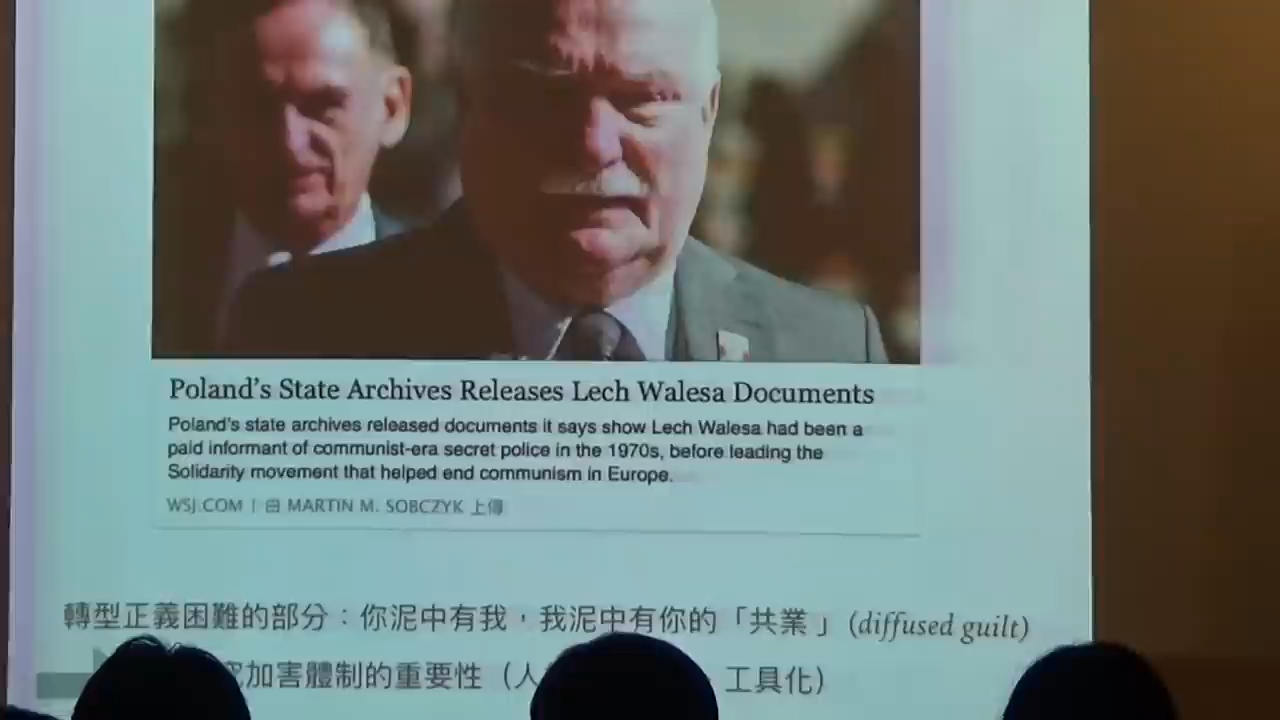 Poland's State Archives Releases Lech Walesa Documents
Poland's state archives released documents it says show Lech Walesa had been a
paid informant of communist-era secret police in the 1970s, before leading the
Solidarity movement that helped end communism in Europe.
WSJ.COM | 由 MARTIN M. SOBCZYK 上傳
轉型正義困難的部分：你泥中有我，我泥中有你的「共業」(diffused guilt)
加害體制的重要性（人 工具化）